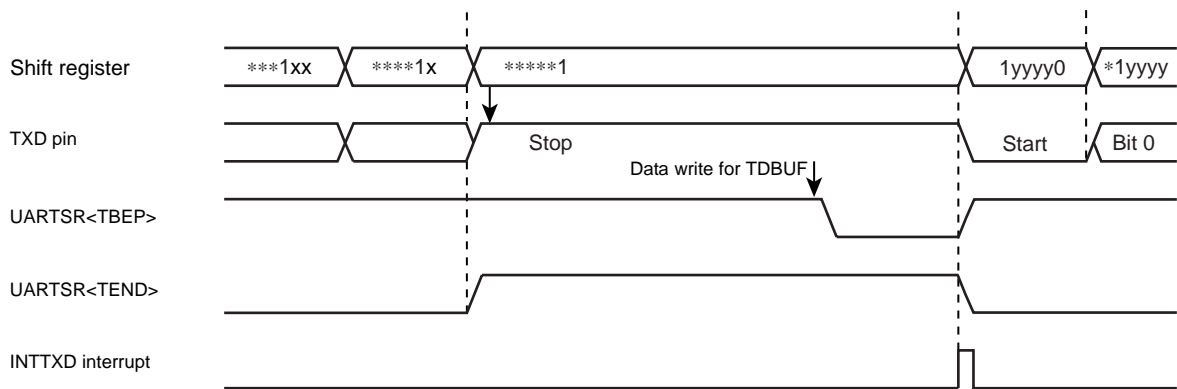 Shift register ***1xx ****1x *****1 1yyyy0 *1yyyy
TXD pin Stop Start Bit 0
Data write for TDBUF
UARTSR<TBEP>
UARTSR<TEND>
INTTXD interrupt